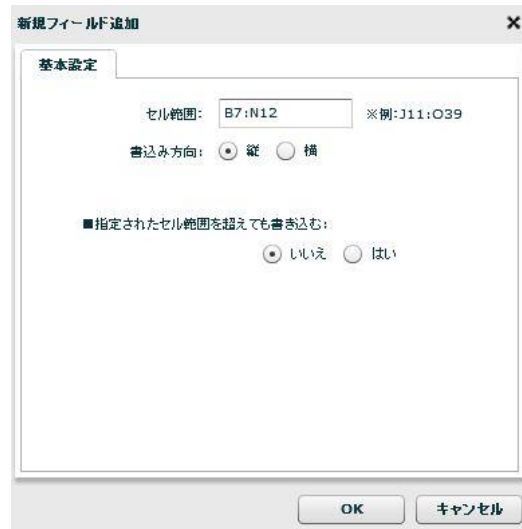 新規フィールド追加
基本設定
セル範囲: B7:N12 ※例:J11:O39
書込み方向: 縦 横
■指定されたセル範囲を超えても書き込む:
いいえ はい
OK キャンセル